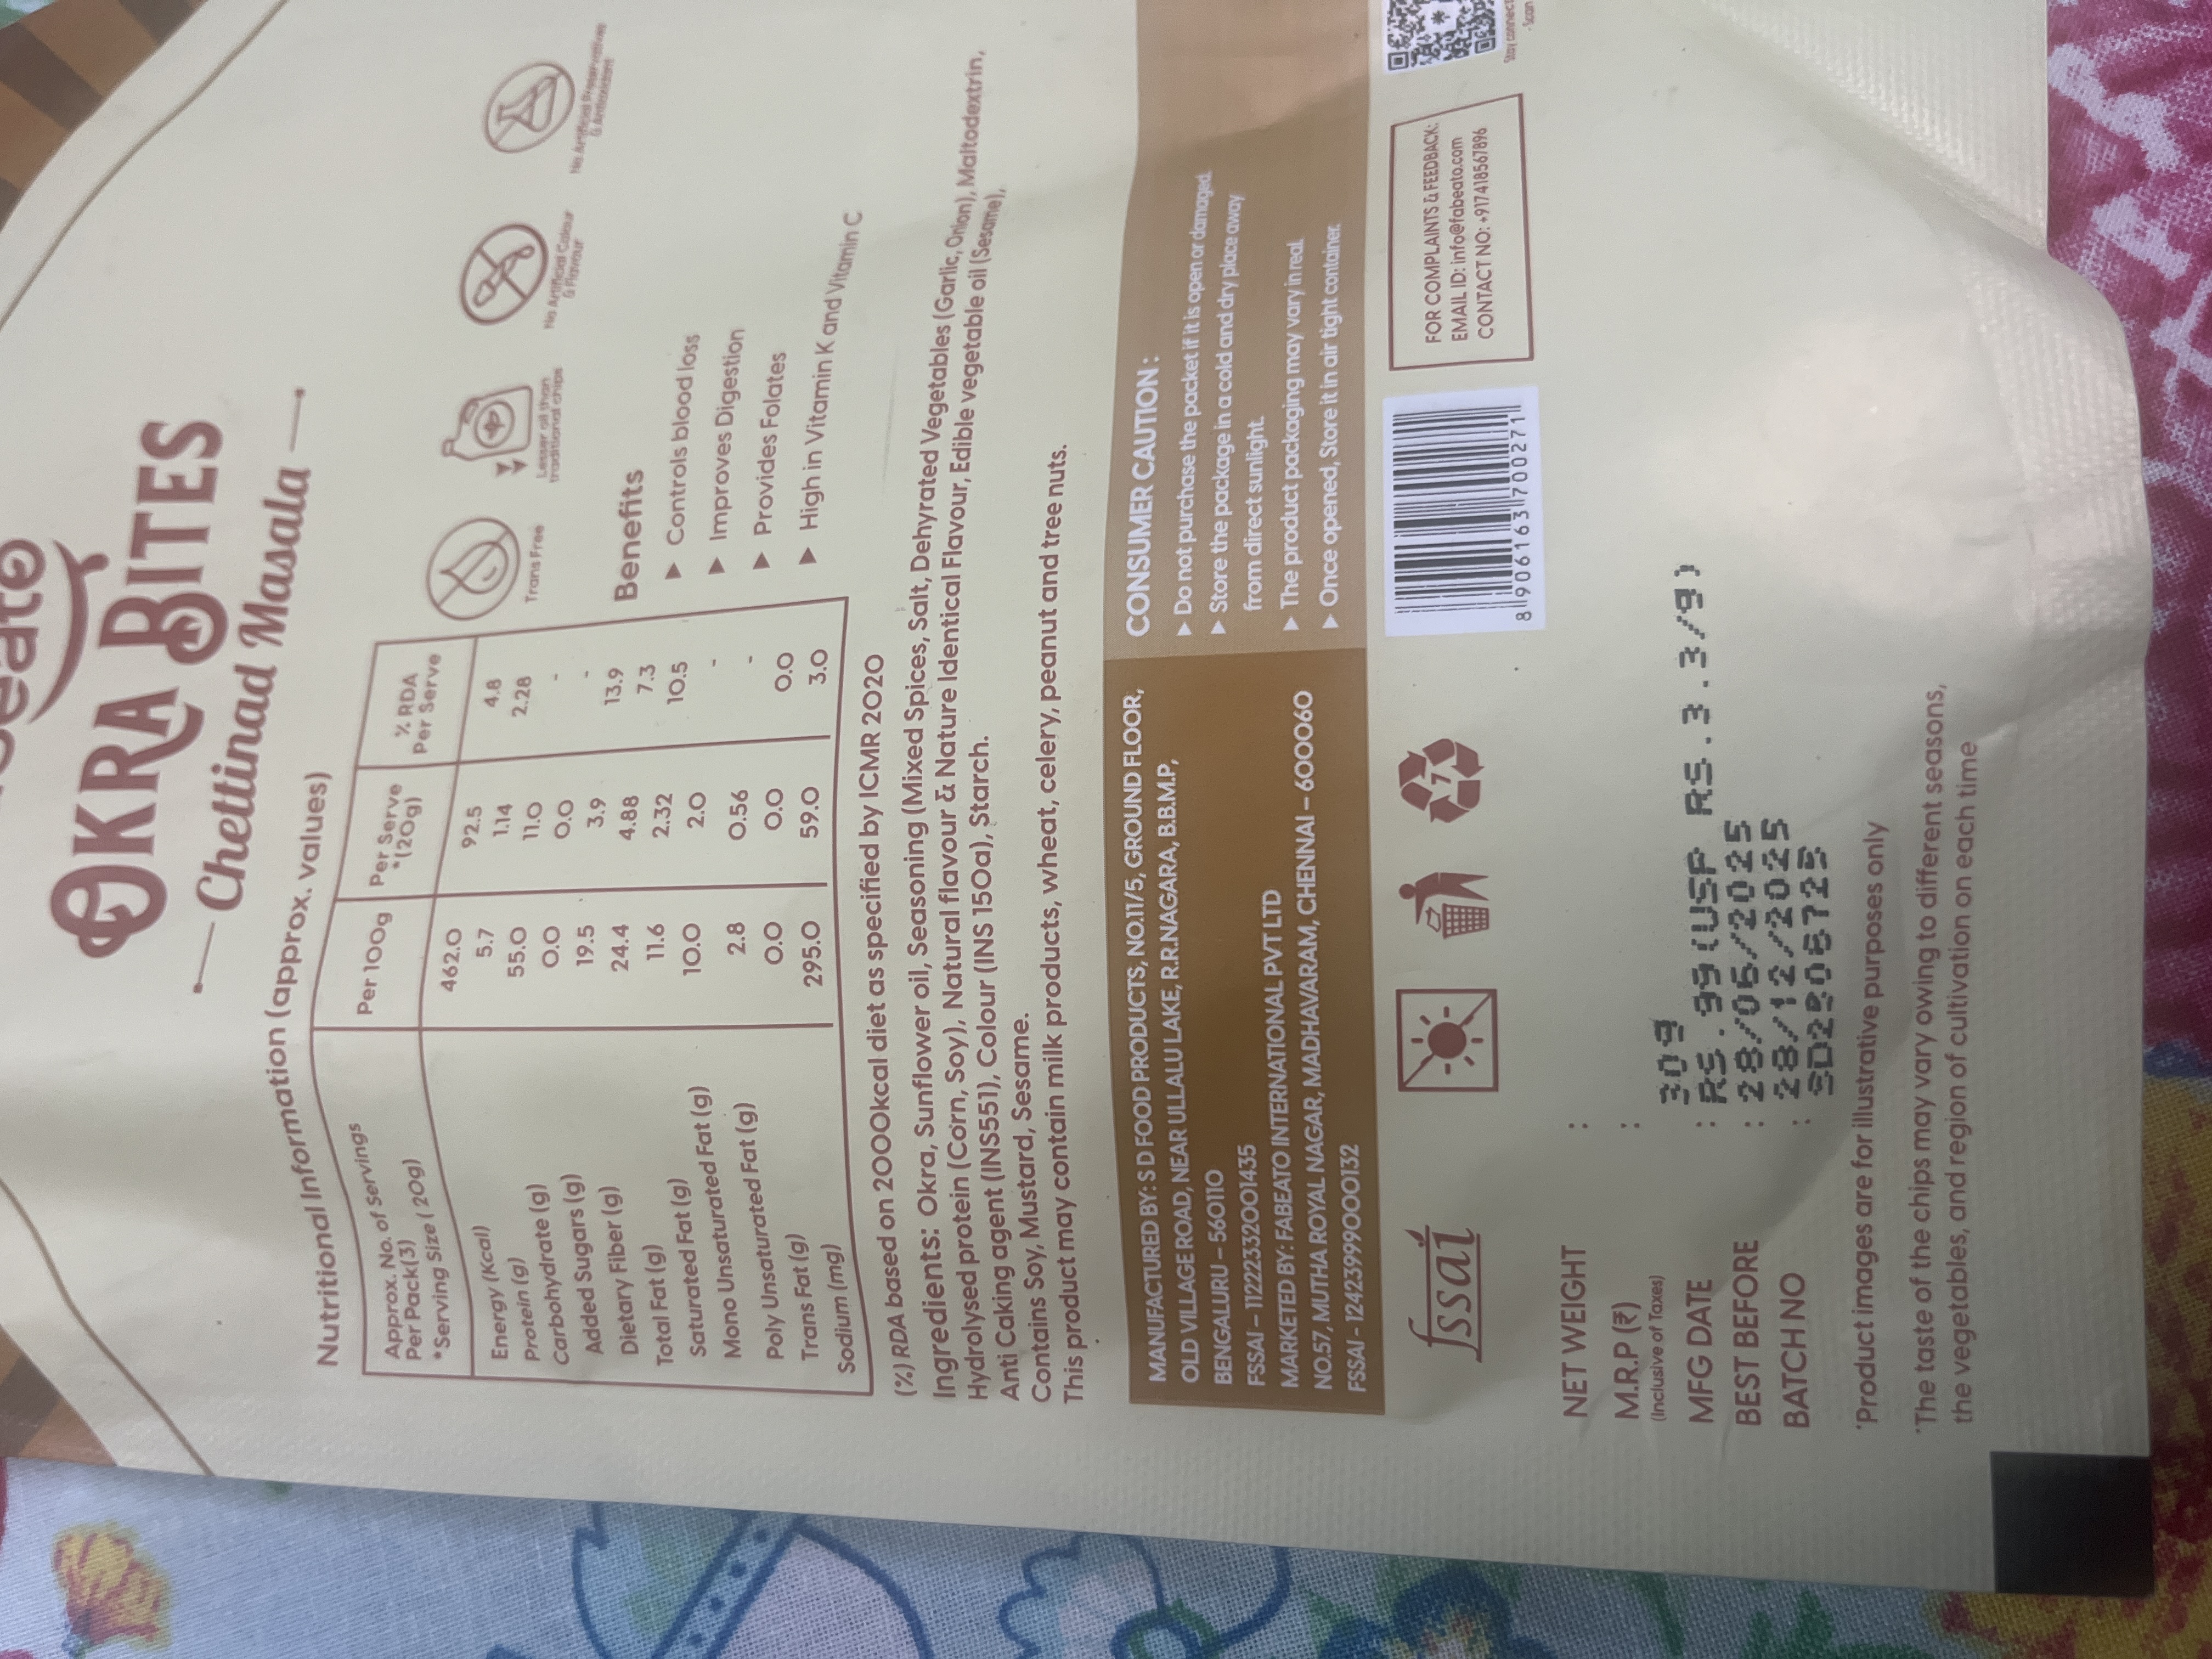 OKRA BITES
Chettinad Masala
Nutritional Information (approx. values)
Approx. No. of Servings
Per Pack(3)
*Serving Size ( 20g)
Per 100g
Per Serve
*(20g)
% RDA
Per Serve
Energy (Kcal) 462.0 92.5 4.8
Protein (g) 5.7 1.14 2.28
Carbohydrate (g) 55.0 11.0 -
Added Sugars (g) 0.0 0.0 -
Dietary Fiber (g) 19.5 3.9 13.9
Total Fat (g) 24.4 4.88 7.3
Saturated Fat (g) 11.6 2.32 10.5
Mono Unsaturated Fat (g) 10.0 2.0 -
Poly Unsaturated Fat (g) 2.8 0.56 -
Trans Fat (g) 0.0 0.0 0.0
Sodium (mg) 295.0 59.0 3.0
Trans Free
Lesser oil than
traditional chips
No Artificial Colour
& Flavour
No Artificial Preservatives
& Antioxidant
Benefits
Controls blood loss
Improves Digestion
Provides Folates
High in Vitamin K and Vitamin C
(%) RDA based on 2000kcal diet as specified by ICMR 2020
Ingredients: Okra, Sunflower oil, Seasoning (Mixed Spices, Salt, Dehyrated Vegetables (Garlic, Onion), Maltodextrin,
Hydrolysed protein (Corn, Soy), Natural flavour & Nature Identical Flavour, Edible vegetable oil (Sesame),
Anti Caking agent (INS551), Colour (INS 150a), Starch.
Contains Soy, Mustard, Sesame.
This product may contain milk products, wheat, celery, peanut and tree nuts.
MANUFACTURED BY: S D FOOD PRODUCTS, NO.11/5, GROUND FLOOR,
OLD VILLAGE ROAD, NEAR ULLALU LAKE, R.R.NAGARA, B.B.M.P,
BENGALURU – 560110
FSSAI – 11222332001435
MARKETED BY: FABEATO INTERNATIONAL PVT LTD
NO.57, MUTHA ROYAL NAGAR, MADHAVARAM, CHENNAI – 600060
FSSAI- 12423999000132
CONSUMER CAUTION :
Do not purchase the packet if it is open or damaged.
Store the package in a cold and dry place away
from direct sunlight.
The product packaging may vary in real.
Once opened, Store it in air tight container.
fssai
7
8 906163 700271
FOR COMPLAINTS & FEEDBACK:
EMAIL ID: info@fabeato.com
CONTACT NO: +917418567896
Stay connect
Scan
NET WEIGHT : 30g
M.R.P (₹) : RS.99(USP RS.3.3/g)
(Inclusive of Taxes)
MFG DATE : 28/06/2025
BEST BEFORE : 28/12/2025
BATCH NO : SD280625
*Product images are for illustrative purposes only
*The taste of the chips may vary owing to different seasons,
the vegetables, and region of cultivation on each time